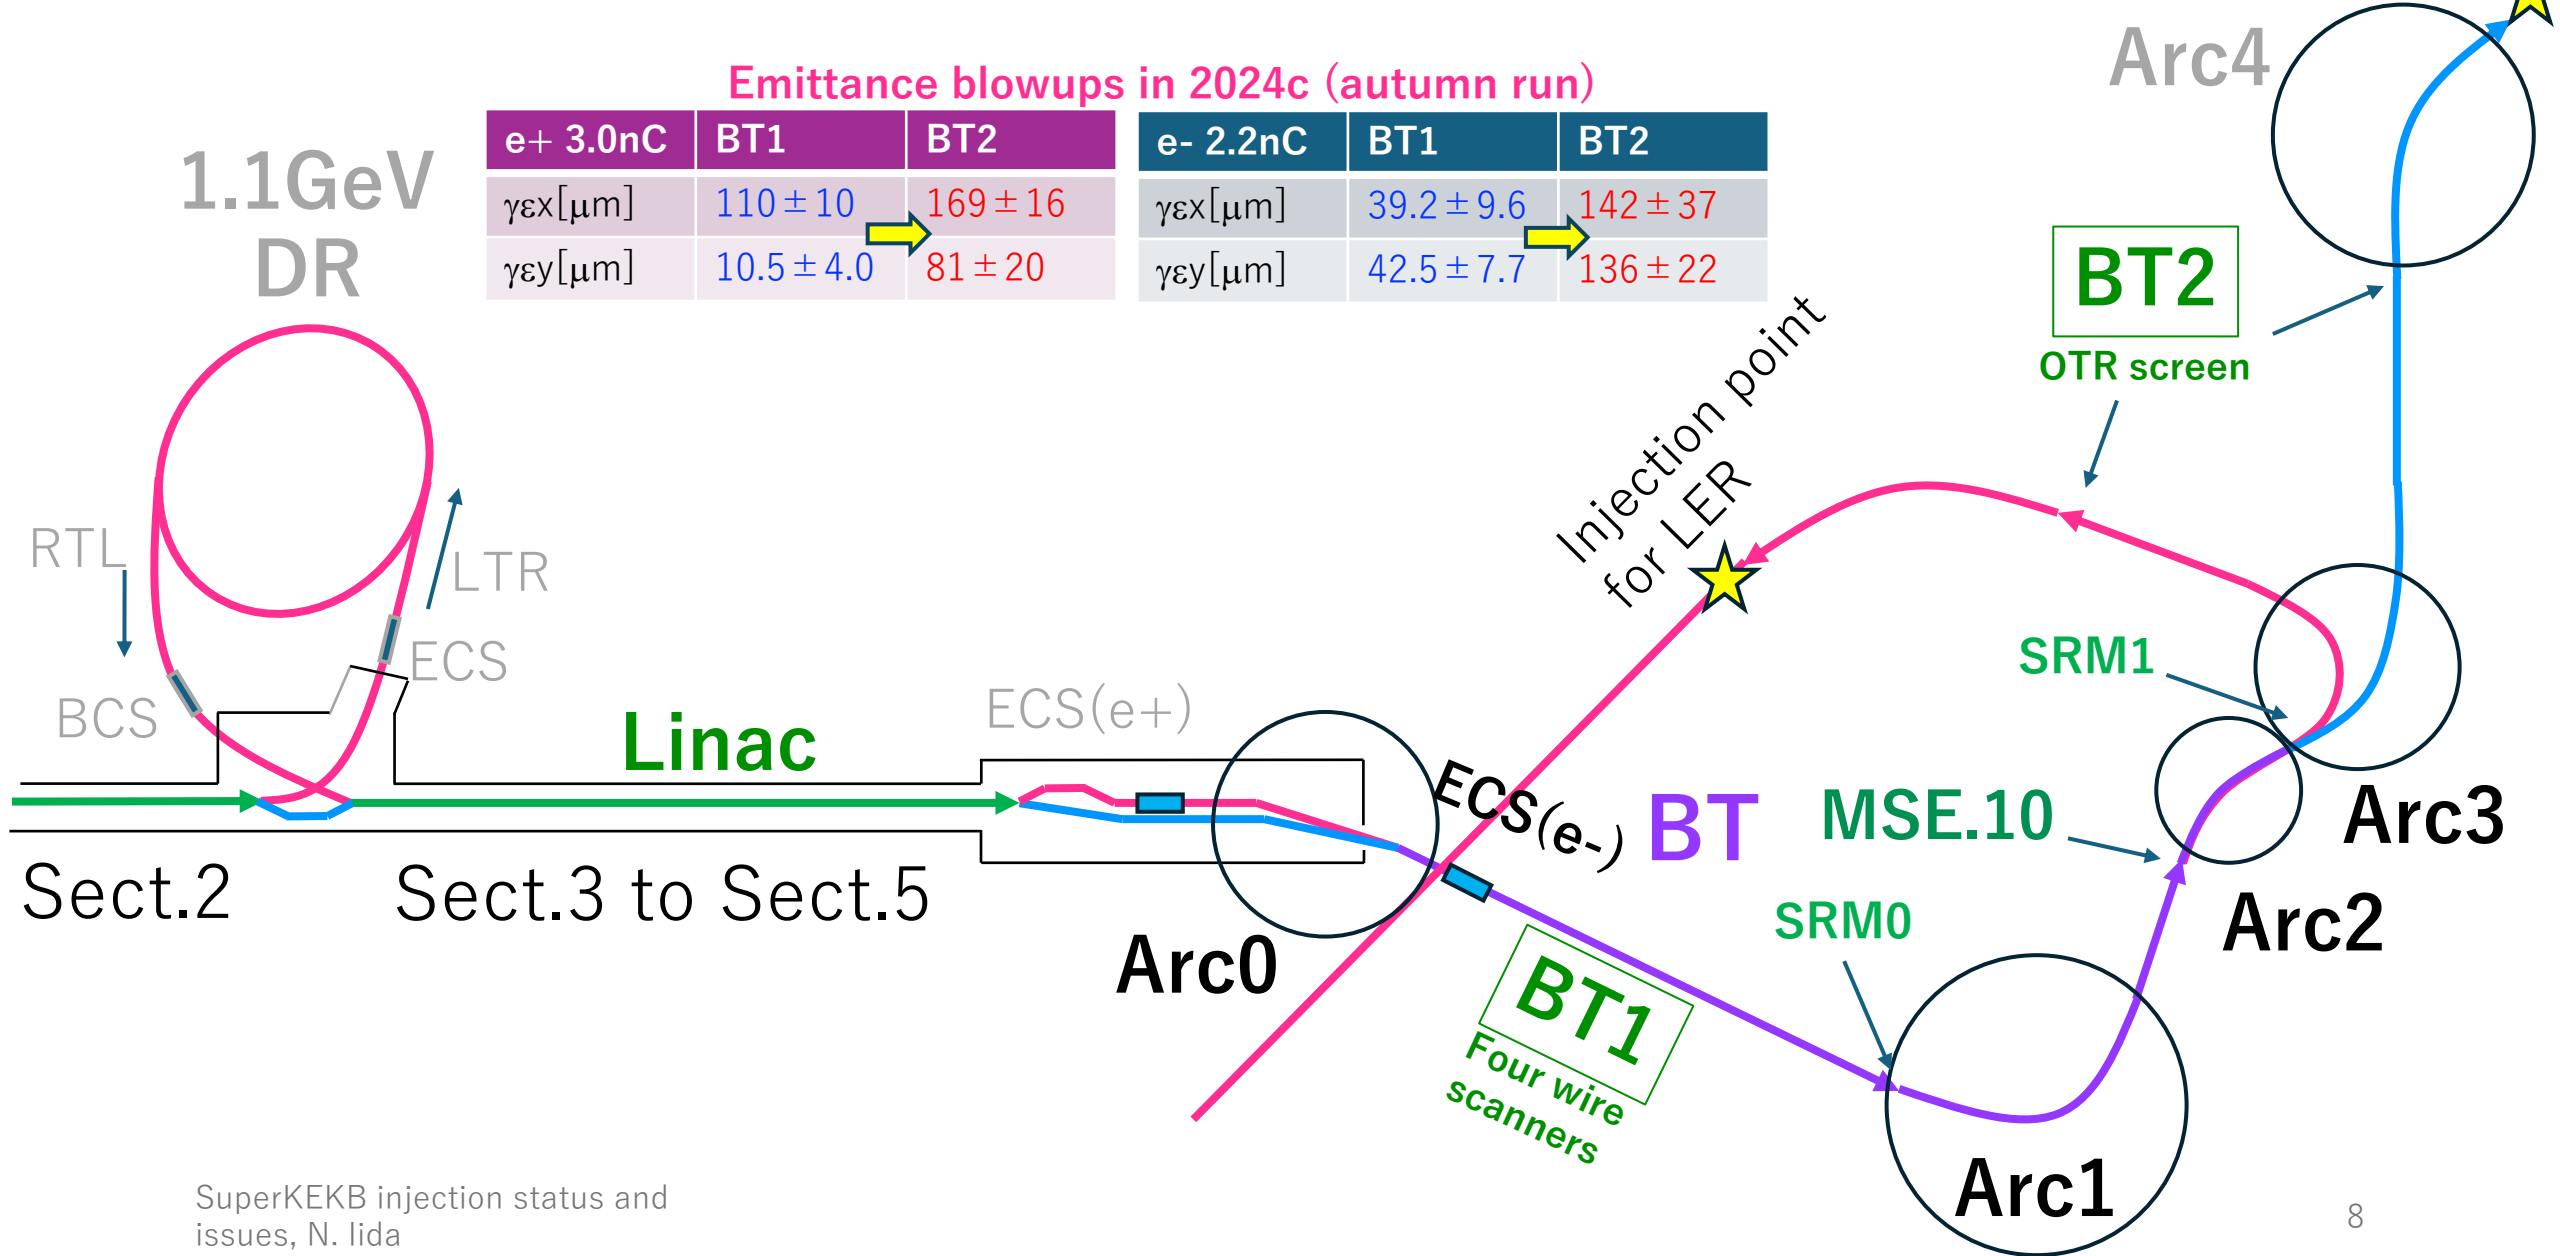 Emittance blowups in 2024c (autumn run)
e+ 3.0nC BT1 BT2
γεx[μm] 110±10 169±16
γεy[μm] 10.5±4.0 81±20
e- 2.2nC BT1 BT2
γεx[μm] 39.2±9.6 142±37
γεy[μm] 42.5±7.7 136±22
Arc4
1.1GeV
DR
BT2
OTR screen
Injection point
for LER
RTL
LTR
ECS
BCS
SRM1
ECS(e+)
Linac
ECS(e-)
BT
MSE.10
Arc3
Sect.2
Sect.3 to Sect.5
SRM0
Arc2
Arc0
BT1
Four wire
scanners
Arc1
SuperKEKB injection status and
issues, N. Iida
8